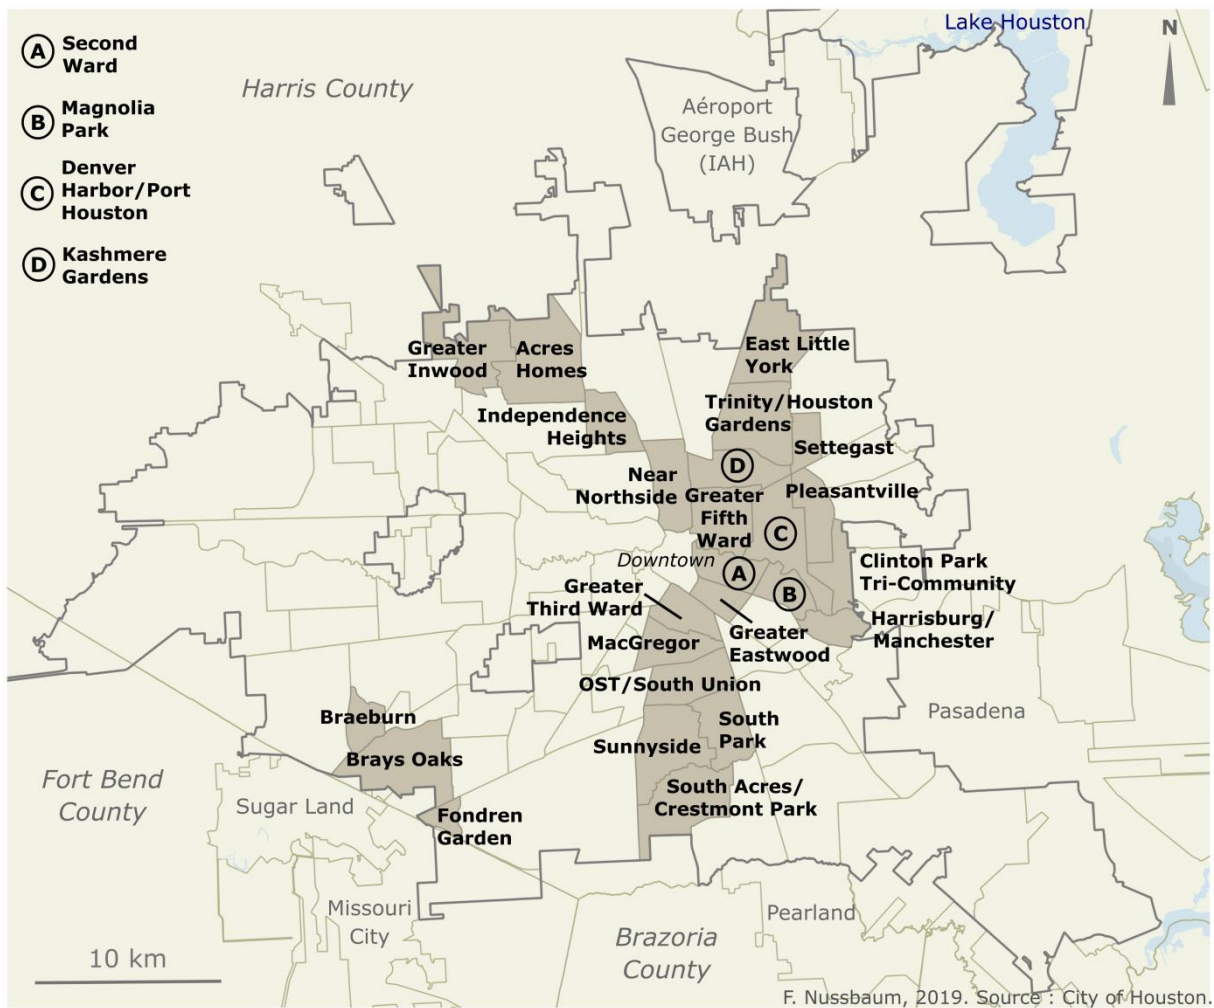 Lake Houston
N
A
Second
Ward
B
Magnolia
Park
C
Denver
Harbor/Port
Houston
D
Kashmere
Gardens
Harris County
Aéroport
George Bush
(IAH)
Greater
Inwood
Acres
Homes
East Little
York
Independence
Heights
Trinity/Houston
Gardens
Settegast
Near
Northside
D
Greater
Fifth
Ward
Pleasantville
C
Downtown
A
B
Clinton Park
Tri-Community
Greater
Third Ward
Harrisburg/
Manchester
MacGregor
Greater
Eastwood
OST/South Union
Braeburn
Brays Oaks
Sunnyside
South
Park
Pasadena
South Acres/
Crestmont Park
Fort Bend
County
Sugar Land
Fondren
Garden
Missouri
City
Brazoria
County
Pearland
10 km
F. Nussbaum, 2019. Source : City of Houston.